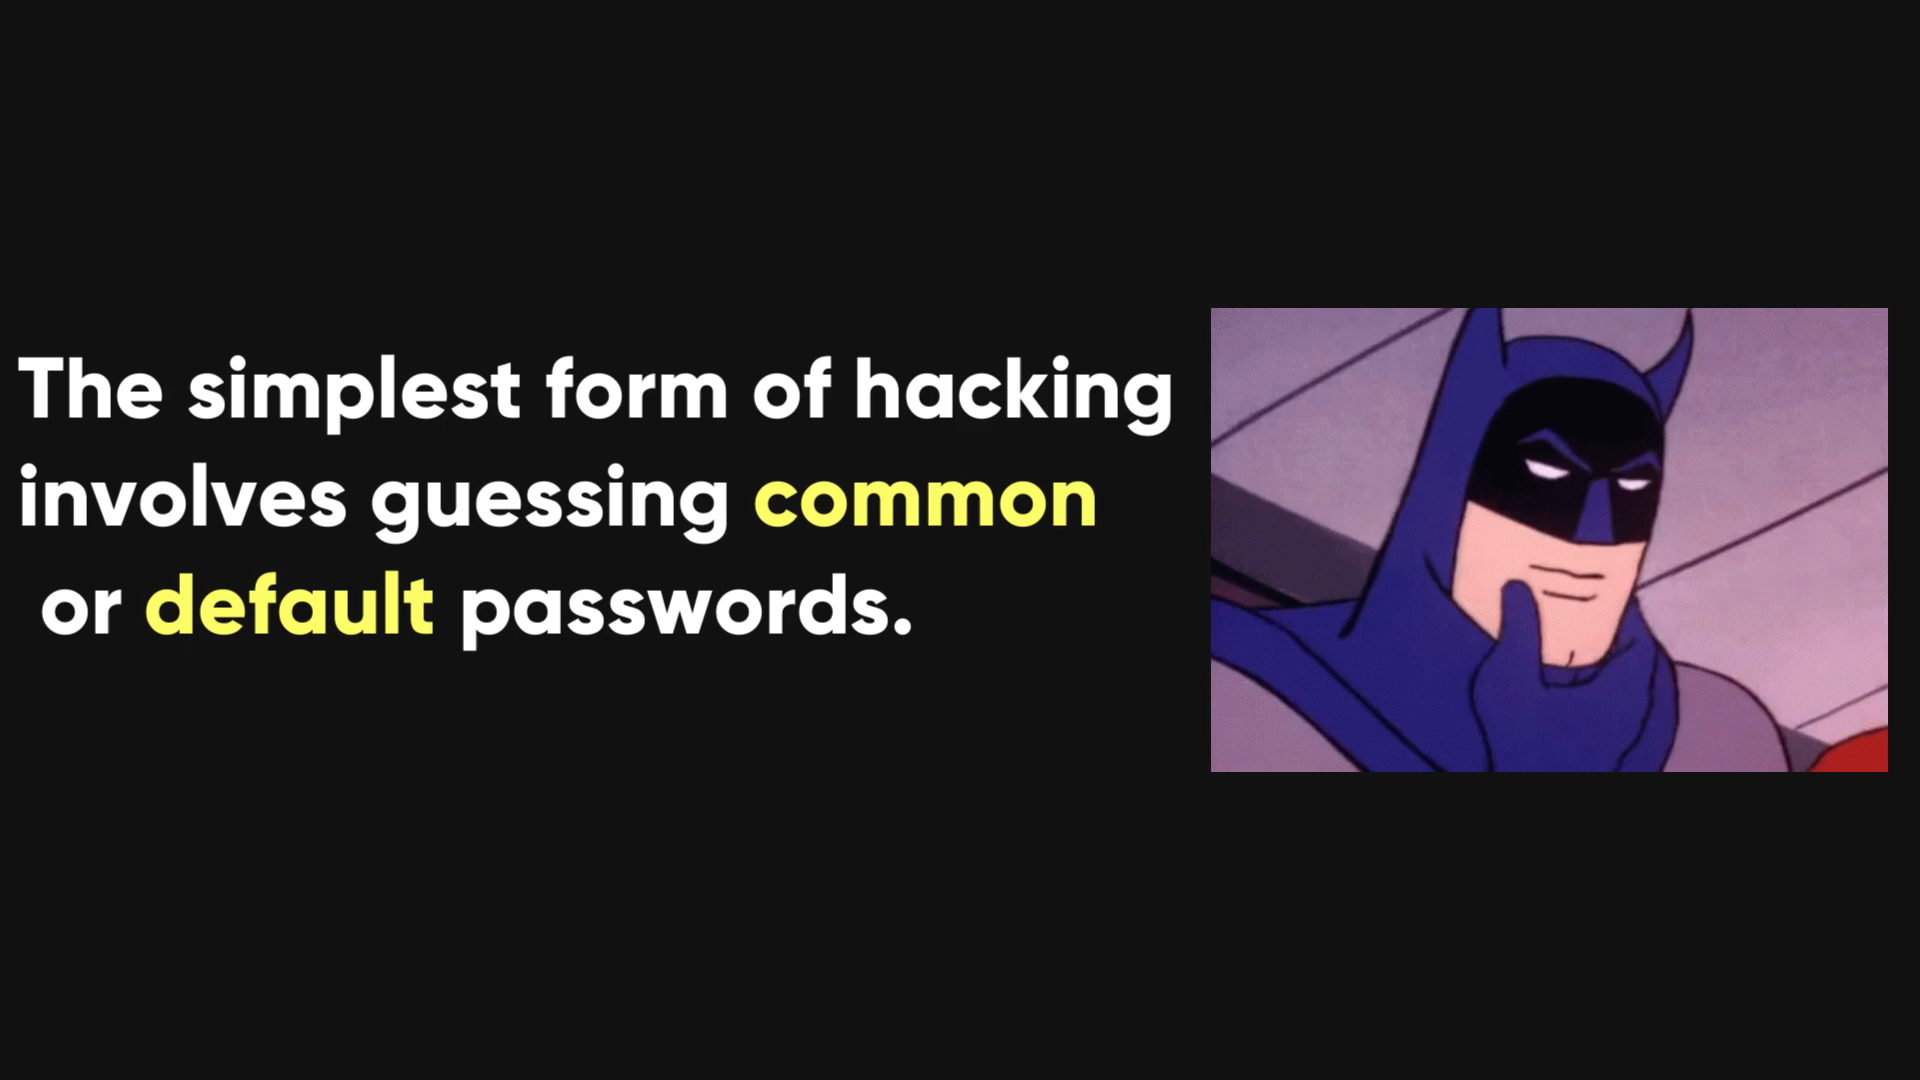 The simplest form of hacking
involves guessing common
or default passwords.